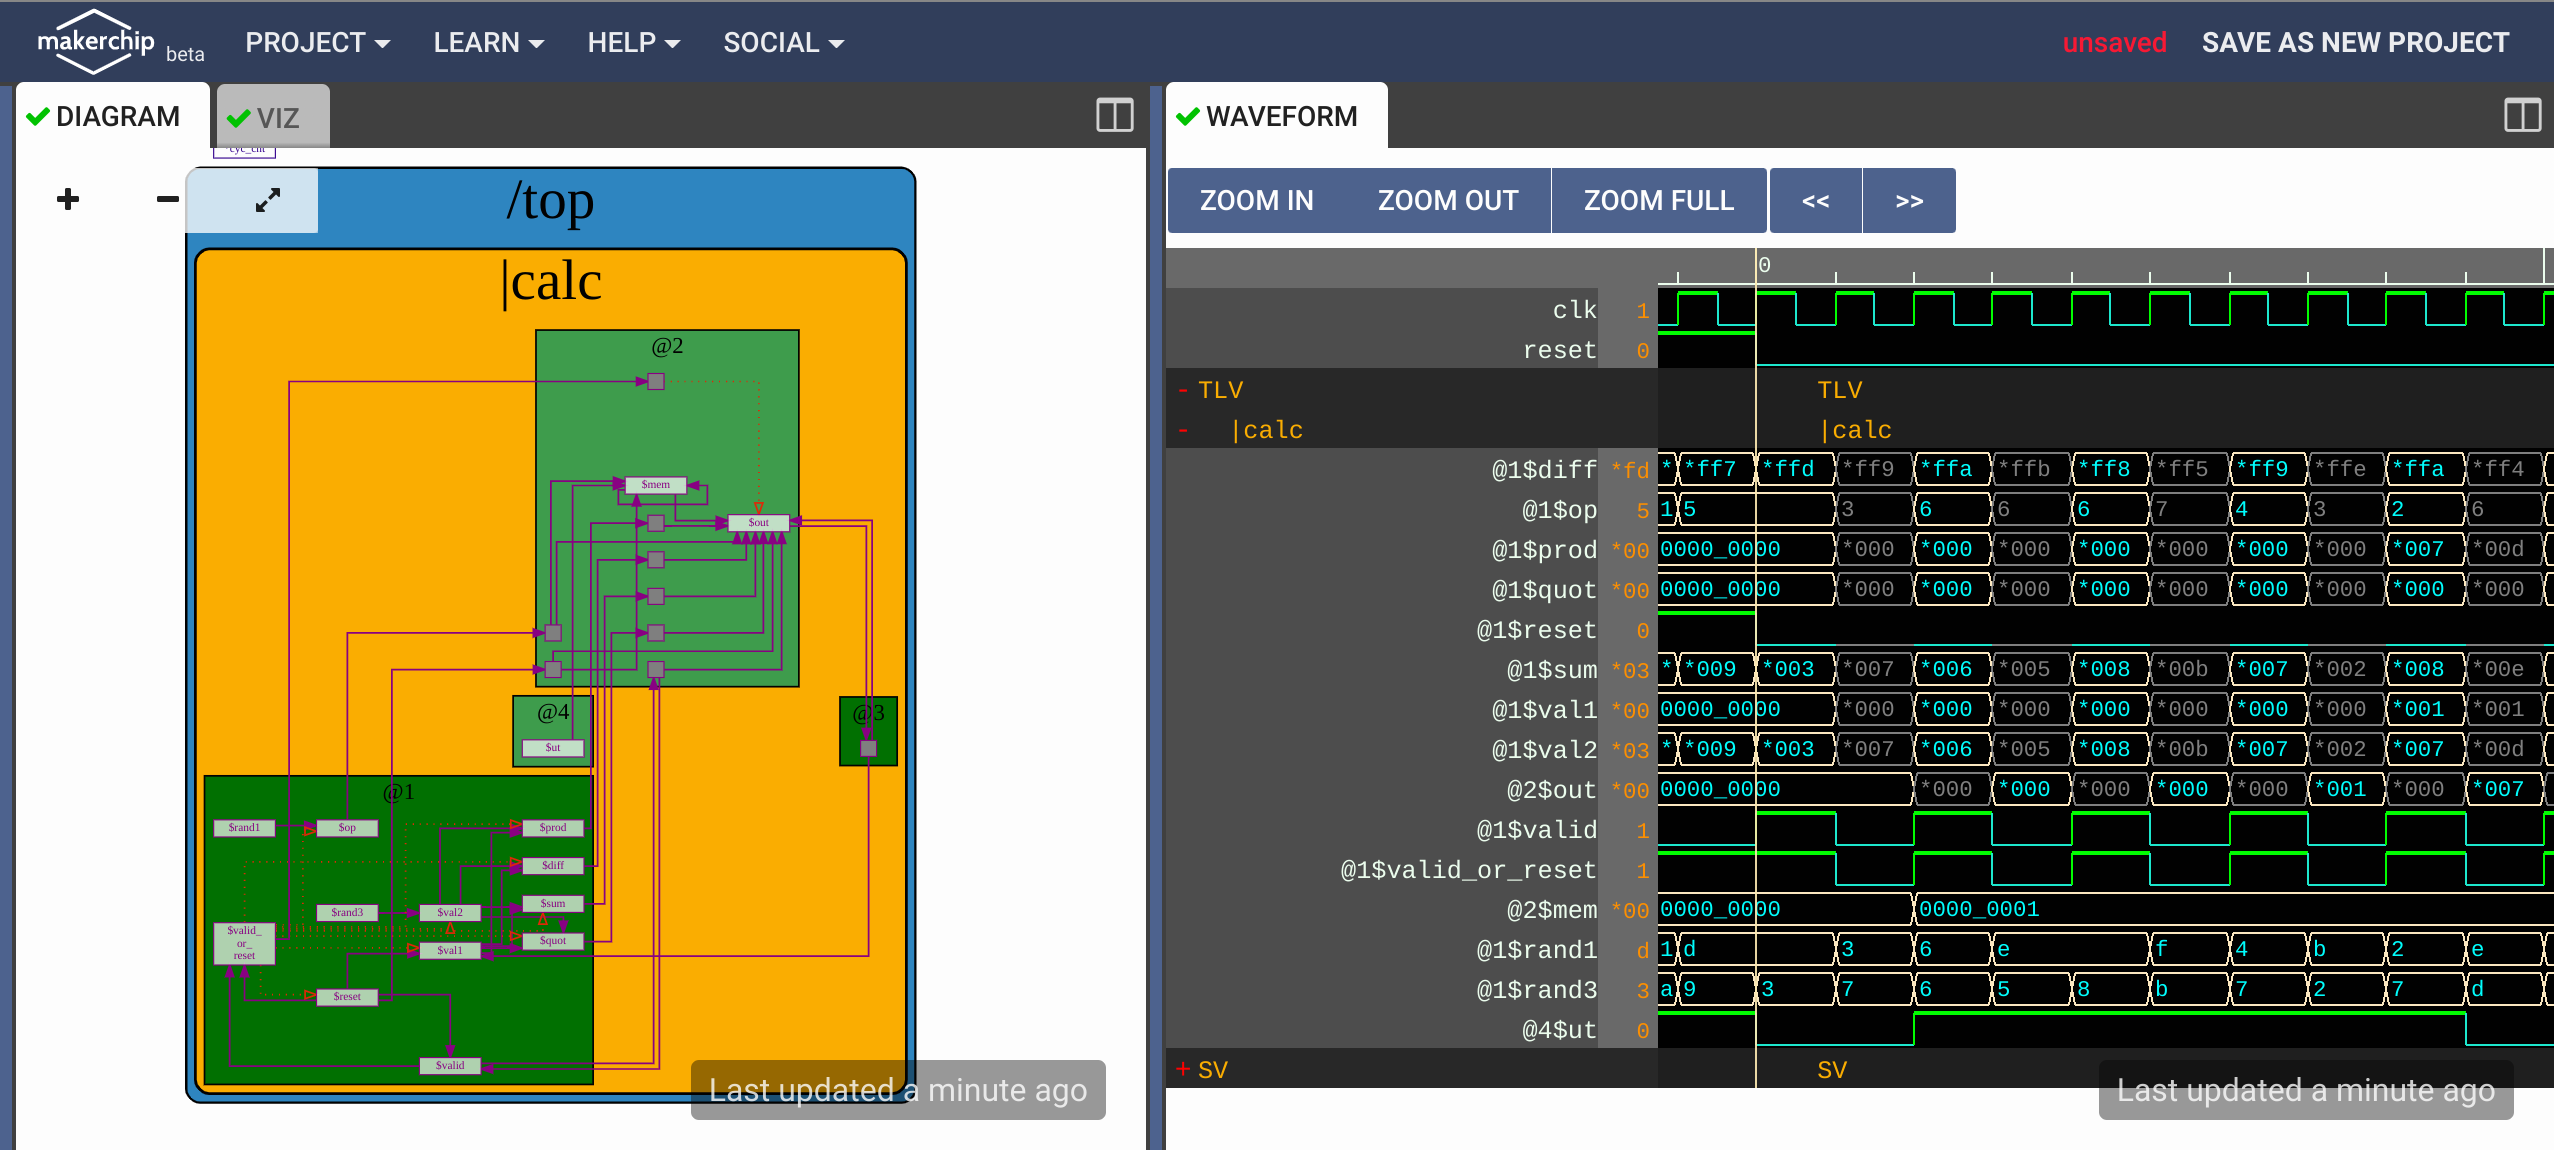 makerchip beta PROJECT LEARN HELP SOCIAL unsaved SAVE AS NEW PROJECT
DIAGRAM VIZ
/top
|calc
@2
$mem
$out
@4
$ut
@3
@1
$rand1 $op $prod
$diff
$rand3 $val2 $sum
$valid_
or_
reset
$val1 $quot
$reset
$valid
Last updated a minute ago
WAVEFORM
ZOOM IN ZOOM OUT ZOOM FULL << >>
0
clk 1
reset 0
- TLV TLV
- |calc |calc
@1$diff *fd * *ff7 *ffd *ff9 *ffa *ffb *ff8 *ff5 *ff9 *ffe *ffa *ff4
@1$op 5 1 5 3 6 6 6 7 4 3 2 6
@1$prod *00 0000_0000 *000 *000 *000 *000 *000 *000 *000 *007 *00d
@1$quot *00 0000_0000 *000 *000 *000 *000 *000 *000 *000 *000 *000
@1$reset 0
@1$sum *03 * *009 *003 *007 *006 *005 *008 *00b *007 *002 *008 *00e
@1$val1 *00 0000_0000 *000 *000 *000 *000 *000 *000 *000 *001 *001
@1$val2 *03 * *009 *003 *007 *006 *005 *008 *00b *007 *002 *007 *00d
@2$out *00 0000_0000 *000 *000 *000 *000 *000 *001 *000 *007
@1$valid 1
@1$valid_or_reset 1
@2$mem *00 0000_0000 0000_0001
@1$rand1 d 1 d 3 6 e f 4 b 2 e
@1$rand3 3 a 9 3 7 6 5 8 b 7 2 7 d
@4$ut 0
+ SV SV
Last updated a minute ago